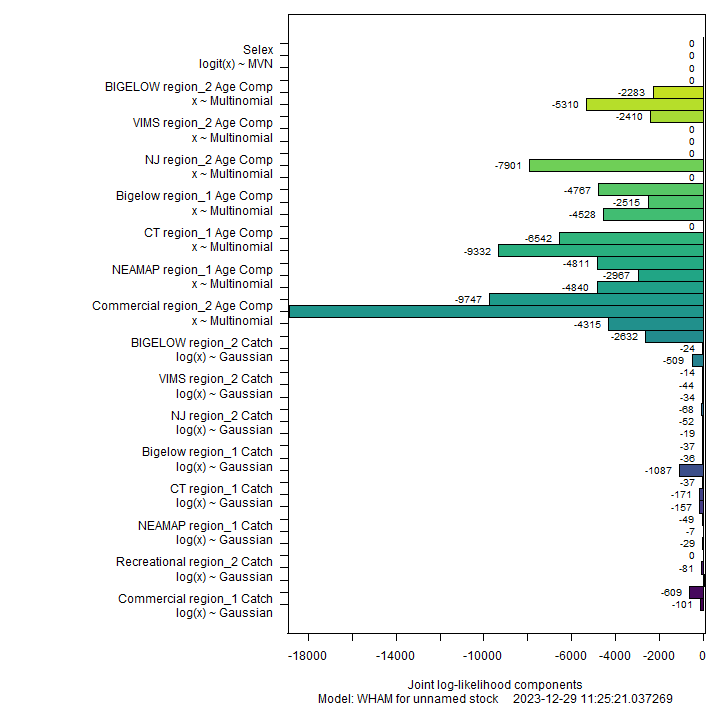 0
Selex
0
logit(x) ~ MVN
0
0
BIGELOW region_2 Age Comp
-2283
x ~ Multinomial
-5310
VIMS region_2 Age Comp
-2410
0
x ~ Multinomial
0
NJ region_2 Age Comp
0
x ~ Multinomial
-7901
0
Bigelow region_1 Age Comp
-4767
-2515
x ~ Multinomial
-4528
CT region_1 Age Comp
0
-6542
x ~ Multinomial
-9332
NEAMAP region_1 Age Comp
-4811
-2967
x ~ Multinomial
-4840
Commercial region_2 Age Comp
-9747
x ~ Multinomial
-4315
BIGELOW region_2 Catch
-2632
-24
log(x) ~ Gaussian
-509
VIMS region_2 Catch
-14
-44
log(x) ~ Gaussian
-34
NJ region_2 Catch
-68
-52
log(x) ~ Gaussian
-19
Bigelow region_1 Catch
-37
-36
log(x) ~ Gaussian
-1087
CT region_1 Catch
-37
-171
log(x) ~ Gaussian
-157
NEAMAP region_1 Catch
-49
-7
log(x) ~ Gaussian
-29
Recreational region_2 Catch
0
-81
log(x) ~ Gaussian
Commercial region_1 Catch
-609
-101
log(x) ~ Gaussian
-18000 -14000 -10000 -6000 -4000 -2000 0
Joint log-likelihood components
Model: WHAM for unnamed stock 2023-12-29 11:25:21.037269